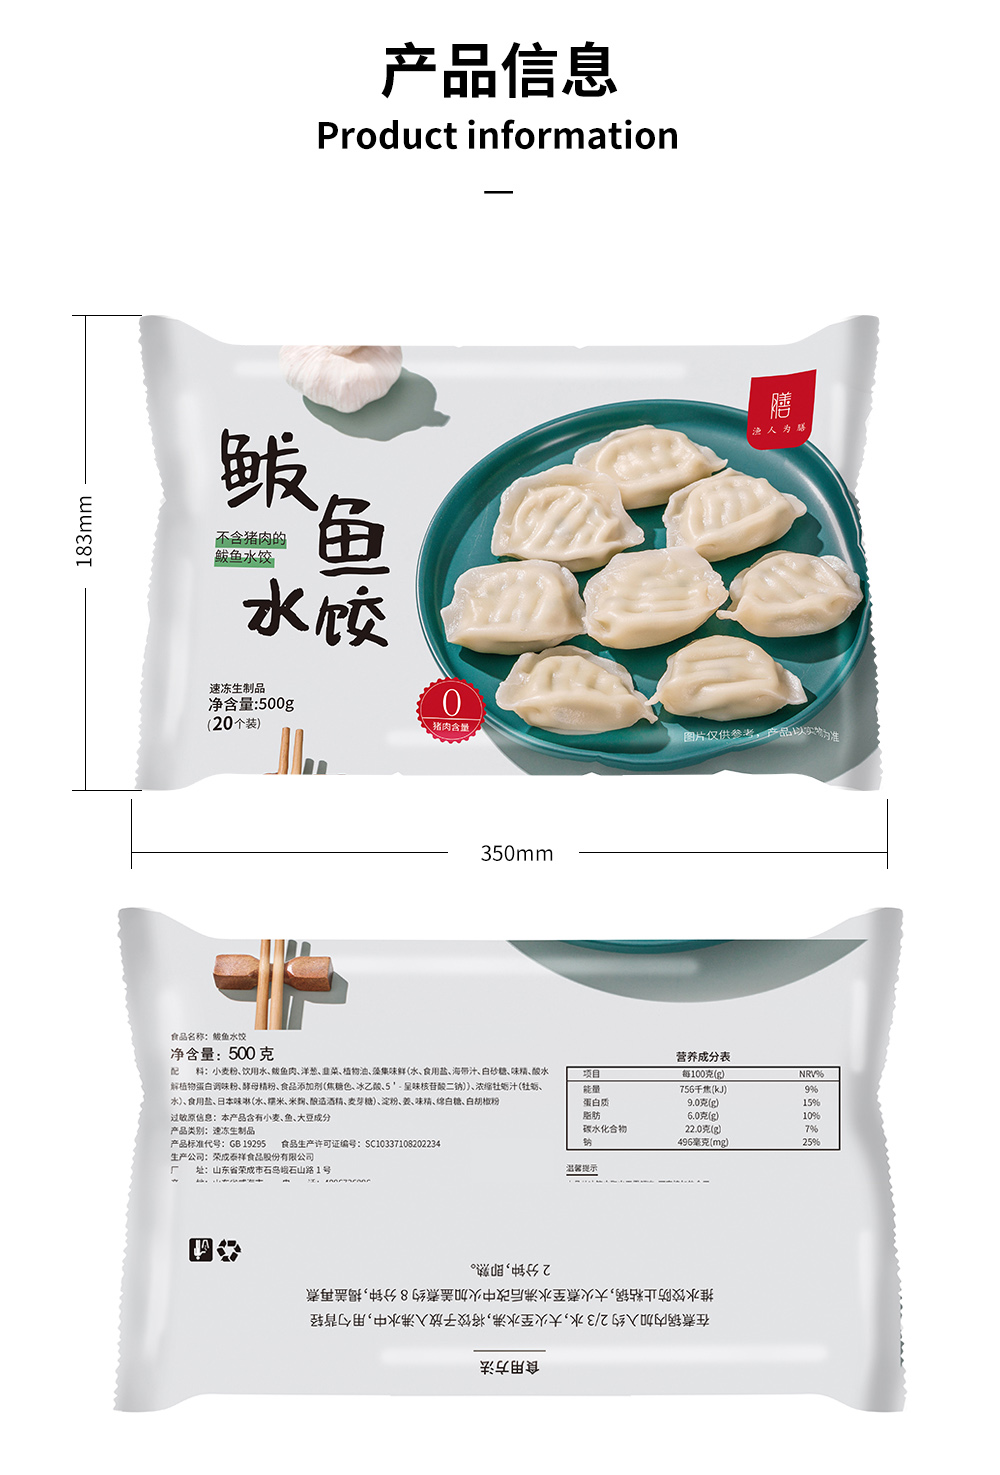 产品信息
Product information
183mm
膳
渔人为膳
鲅
鱼
水饺
不含猪肉的
鲅鱼水饺
速冻生制品
净含量:500g
(20个装)
0
猪肉含量
图片仅供参考，产品以实物为准
350mm
食品名称：鲅鱼水饺
净含量：500 克
配 料：小麦粉、饮用水、鲅鱼肉、洋葱、韭菜、植物油、藻集味鲜(水、食用盐、海带汁、白砂糖、味精、酸水
解植物蛋白调味粉、酵母精粉、食品添加剂(焦糖色、冰乙酸、5＇- 呈味核苷酸二钠))、浓缩牡蛎汁(牡蛎、
水)、食用盐、日本味啉(水、糯米、米麴、酿造酒精、麦芽糖)、淀粉、姜、味精、绵白糖、白胡椒粉
过敏原信息：本产品含有小麦、鱼、大豆成分
产品类别：速冻生制品
产品标准代号：GB 19295 食品生产许可证编号：SC10337108202234
生产公司：荣成泰祥食品股份有限公司
厂 址：山东省荣成市石岛峨石山路 1 号
营养成分表
项目 每100克(g) NRV%
能量 756千焦(kJ) 9%
蛋白质 9.0克(g) 15%
脂肪 6.0克(g) 10%
碳水化合物 22.0克(g) 7%
钠 496毫克(mg) 25%
温馨提示
食用方法
在煮锅内加入约 2/3 水,大火至水沸,将饺子放入沸水中,用勺背轻
推水饺防止粘锅,大火煮至水沸后改中火加盖煮约 8 分钟,揭盖再煮
2 分钟,即熟。